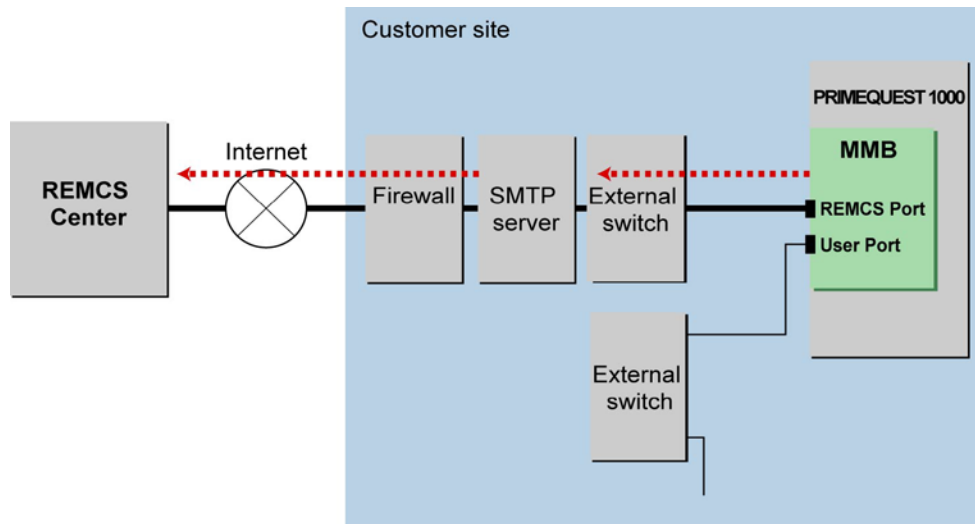 Customer site
PRIMEQUEST 1000
MMB
REMCS Port
User Port
Internet
REMCS
Center
Firewall
SMTP
server
External
switch
External
switch